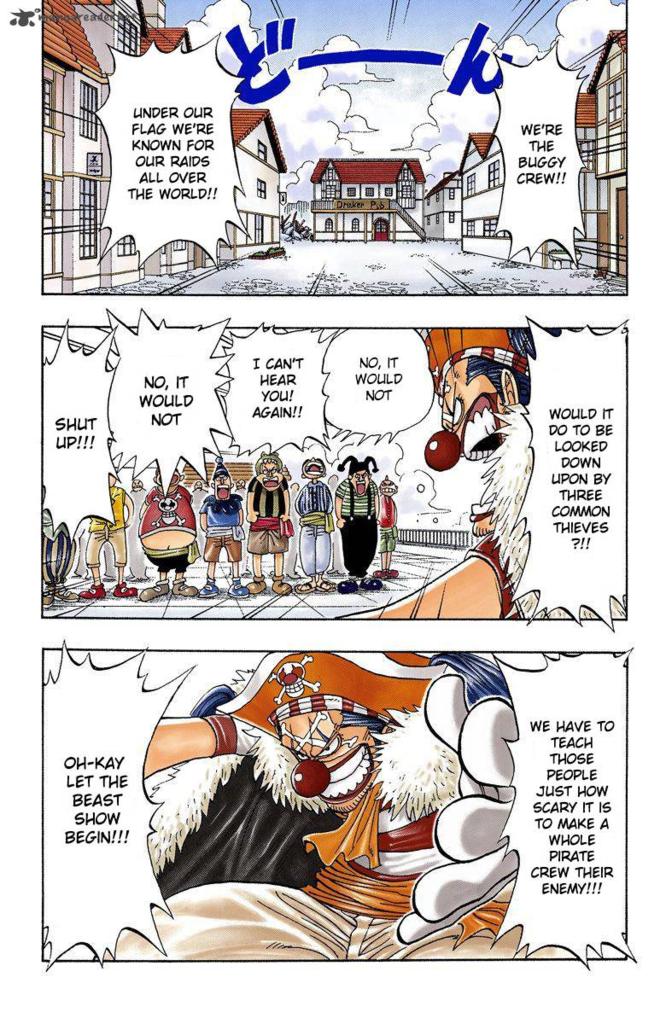 mangareader.net
どーん
WE'RE
THE
BUGGY
CREW!!
UNDER OUR
FLAG WE'RE
KNOWN FOR
OUR RAIDS
ALL OVER
THE WORLD!!
Drinker Pub
WOULD IT
DO TO BE
LOOKED
DOWN
UPON BY
THREE
COMMON
THIEVES
?!!
NO, IT
WOULD
NOT
I CAN'T
HEAR
YOU!
AGAIN!!
NO, IT
WOULD
NOT
SHUT
UP!!!
WE HAVE TO
TEACH
THOSE
PEOPLE
JUST HOW
SCARY IT IS
TO MAKE A
WHOLE
PIRATE
CREW THEIR
ENEMY!!!
OH-KAY
LET THE
BEAST
SHOW
BEGIN!!!